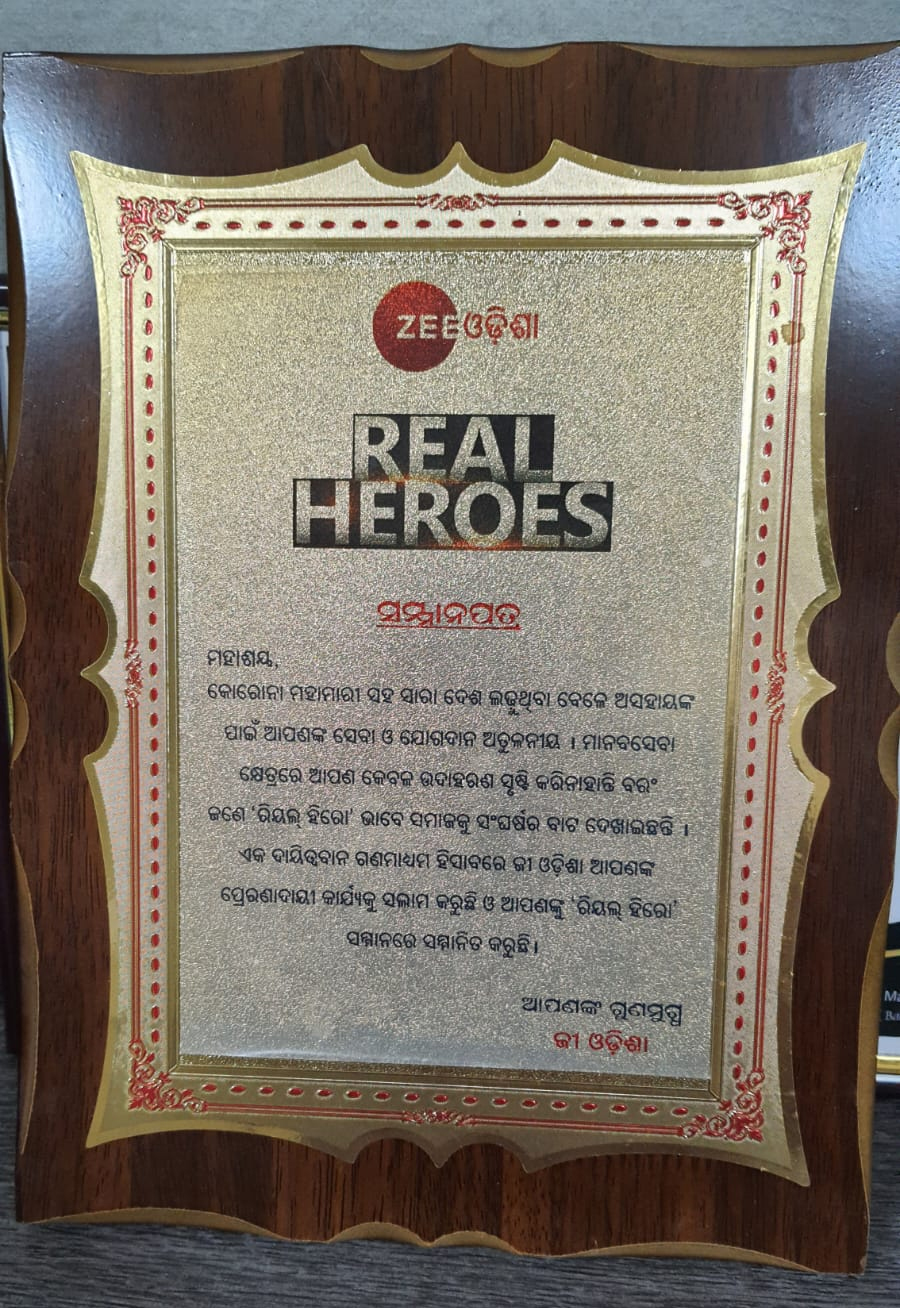 ZEE ଓଡ଼ିଶା
REAL
HEROES
ସମ୍ମାନପତ୍ର
ମହାଶୟ,
କୋରୋନା ମହାମାରୀ ସହ ସାରା ଦେଶ ଲଢୁଥିବା ବେଳେ ଅସହାୟଙ୍କ
ପାଇଁ ଆପଣଙ୍କ ସେବା ଓ ଯୋଗଦାନ ଅତୁଳନୀୟ । ମାନବସେବା
କ୍ଷେତ୍ରରେ ଆପଣ କେବଳ ଉଦାହରଣ ସୃଷ୍ଟି କରିନାହାନ୍ତି ବରଂ
ଜଣେ ‘ରିୟଲ୍ ହିରୋ’ ଭାବେ ସମାଜକୁ ସଂଘର୍ଷର ବାଟ ଦେଖାଇଛନ୍ତି ।
ଏକ ଦାୟିତ୍ୱବାନ ଗଣମାଧ୍ୟମ ହିସାବରେ ଜୀ ଓଡ଼ିଶା ଆପଣଙ୍କ
ପ୍ରେରଣାଦାୟୀ କାର୍ଯ୍ୟକୁ ସଲାମ କରୁଛି ଓ ଆପଣଙ୍କୁ ‘ରିୟଲ୍ ହିରୋ’
ସମ୍ମାନରେ ସମ୍ମାନିତ କରୁଛି।
ଆପଣଙ୍କ ଗୁଣମୁଗ୍ଧ
ଜୀ ଓଡ଼ିଶା